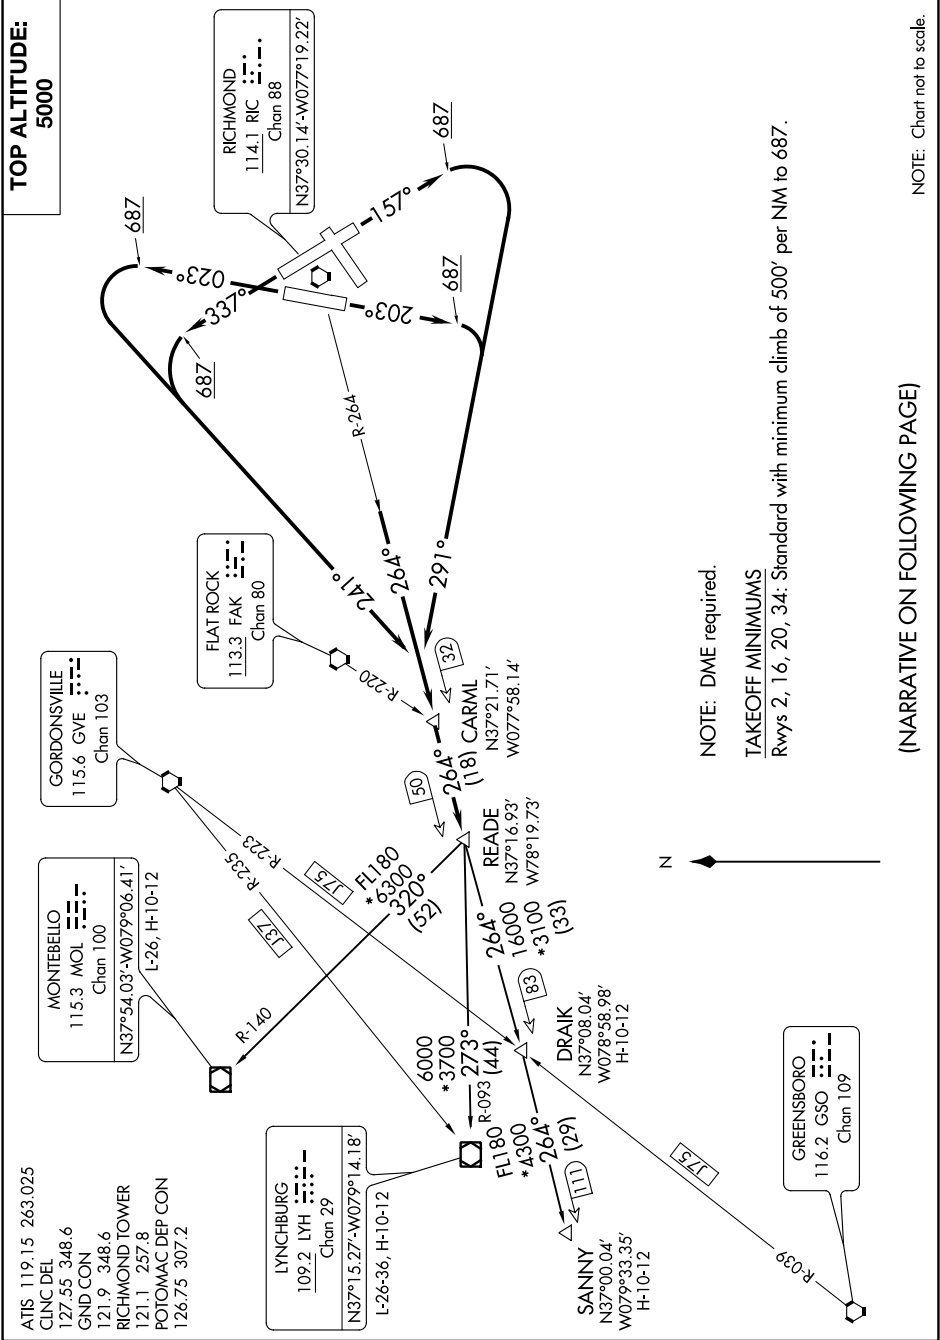 ATIS 119.15 263.025
CLNC DEL
127.55 348.6
GND CON
121.9 348.6
RICHMOND TOWER
121.1 257.8
POTOMAC DEP CON
126.75 307.2
MONTEBELLO
115.3 MOL
Chan 100
N37°54.03'-W079°06.41'
L-26, H-10-12
GORDONSVILLE
115.6 GVE
Chan 103
TOP ALTITUDE:
5000
FLAT ROCK
113.3 FAK
Chan 80
RICHMOND
114.1 RIC
Chan 88
N37°30.14'-W077°19.22'
687
023°
337°
687
157°
687
203°
687
R-264
241°
264°
291°
R-220
32
CARML
N37°21.71'
W077°58.14'
264°
(18)
50
READE
N37°16.93'
W78°19.73'
R-223
R-235
J75
J37
FL180
*6300
320°
(52)
R-140
6000
*3700
273°
(44)
R-093
264°
16000
*3100
(33)
83
DRAIK
N37°08.04'
W078°58.98'
H-10-12
LYNCHBURG
109.2 LYH
Chan 29
N37°15.27'-W079°14.18'
L-26-36, H-10-12
FL180
*4300
264°
(29)
111
SANNY
N37°00.04'
W079°33.35'
H-10-12
J75
R-039
GREENSBORO
116.2 GSO
Chan 109
N
NOTE: DME required.
TAKEOFF MINIMUMS
Rwys 2, 16, 20, 34: Standard with minimum climb of 500' per NM to 687.
(NARRATIVE ON FOLLOWING PAGE)
NOTE: Chart not to scale.